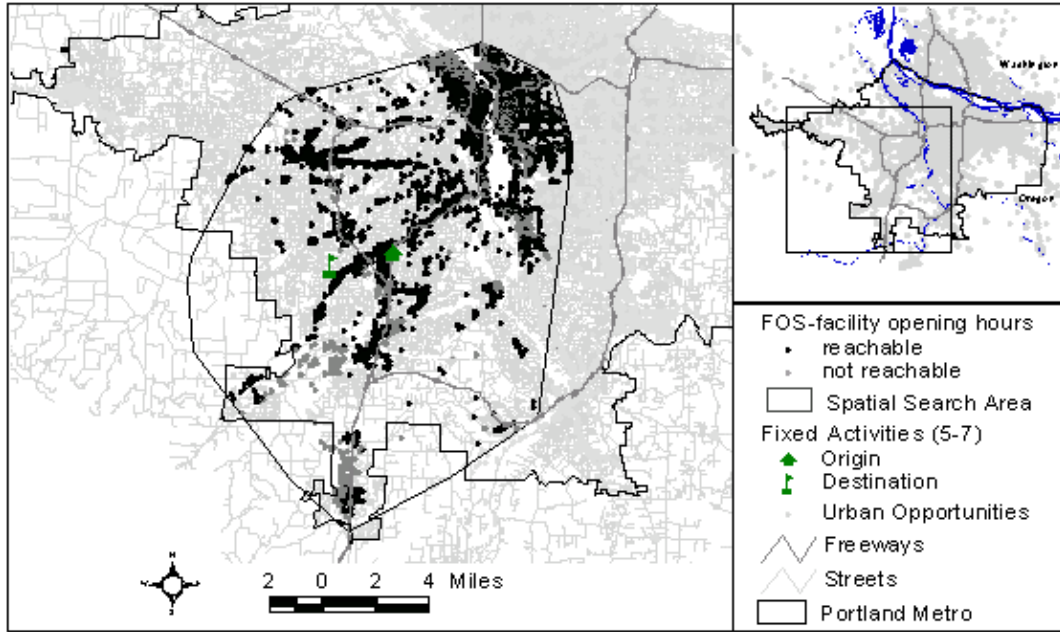 Washington
Oregon
FOS-facility opening hours
reachable
not reachable
Spatial Search Area
Fixed Activities (5-7)
Origin
Destination
Urban Opportunities
Freeways
Streets
Portland Metro
N
S
2 0 2 4 Miles